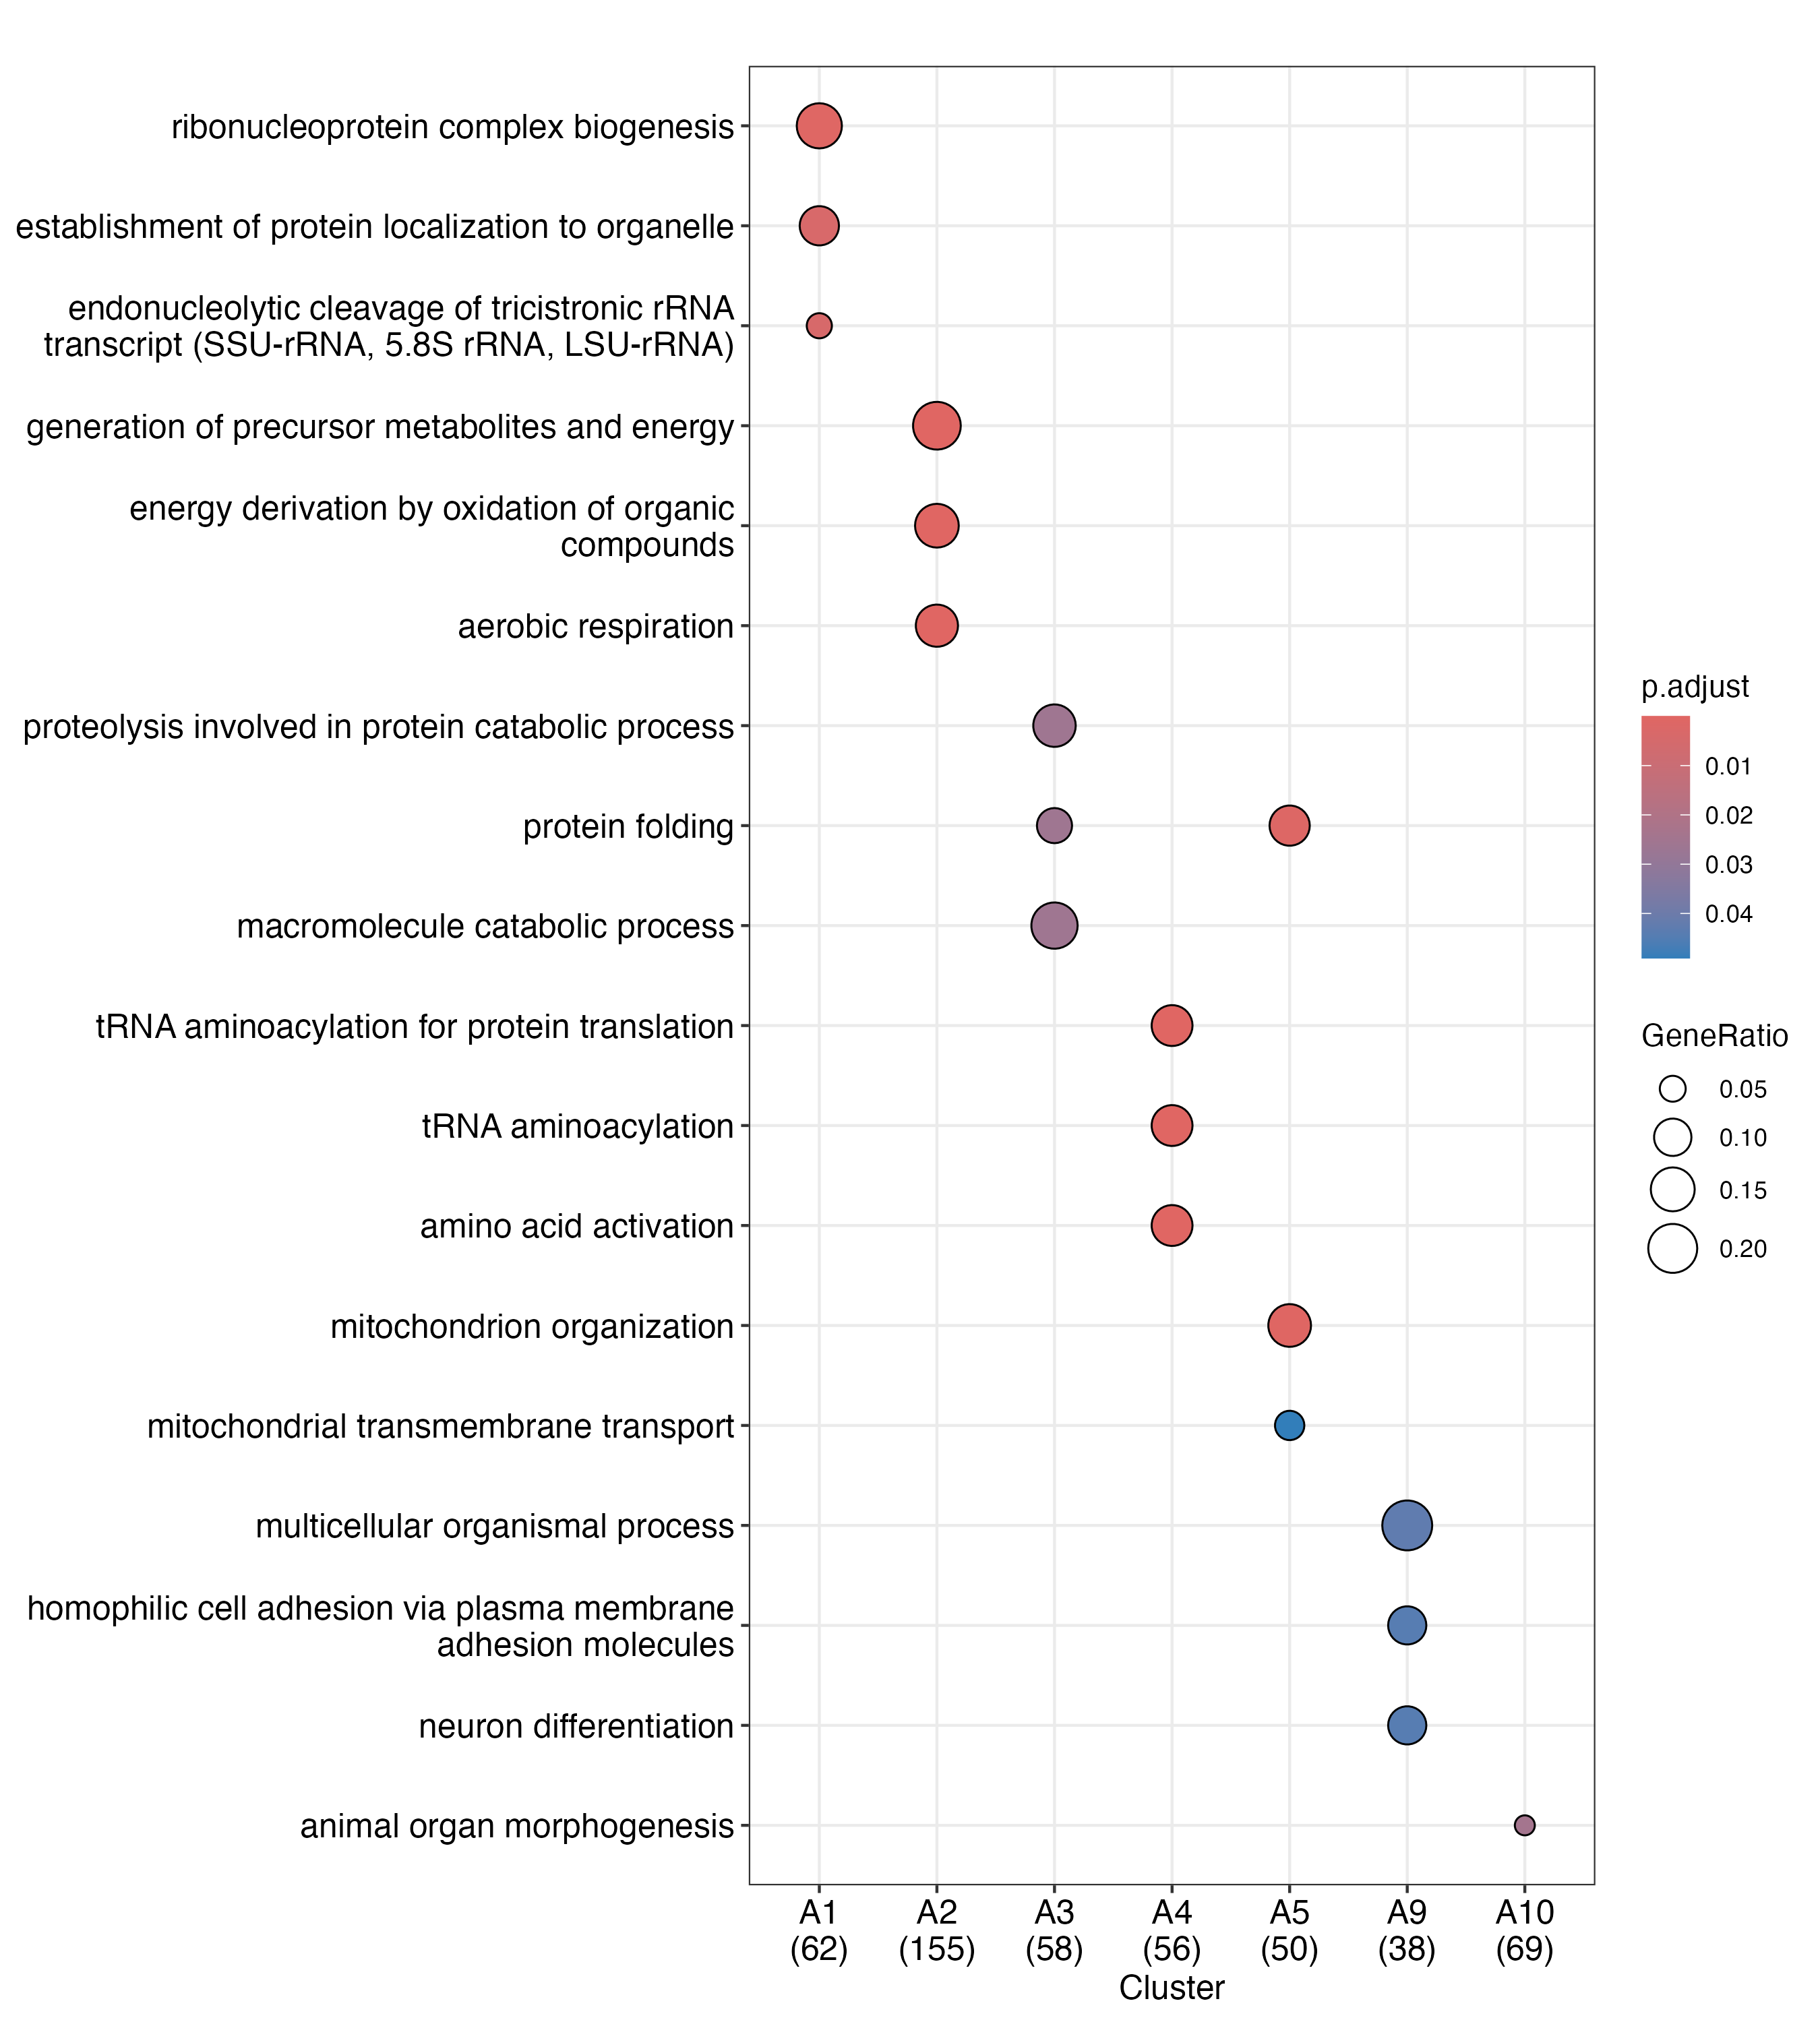 ribonucleoprotein complex biogenesis
establishment of protein localization to organelle
endonucleolytic cleavage of tricistronic rRNA
transcript (SSU-rRNA, 5.8S rRNA, LSU-rRNA)
generation of precursor metabolites and energy
energy derivation by oxidation of organic
compounds
aerobic respiration
proteolysis involved in protein catabolic process
protein folding
macromolecule catabolic process
tRNA aminoacylation for protein translation
tRNA aminoacylation
amino acid activation
mitochondrion organization
mitochondrial transmembrane transport
multicellular organismal process
homophilic cell adhesion via plasma membrane
adhesion molecules
neuron differentiation
animal organ morphogenesis
A1 A2 A3 A4 A5 A9 A10
(62) (155) (58) (56) (50) (38) (69)
Cluster
p.adjust
0.01
0.02
0.03
0.04
GeneRatio
0.05
0.10
0.15
0.20